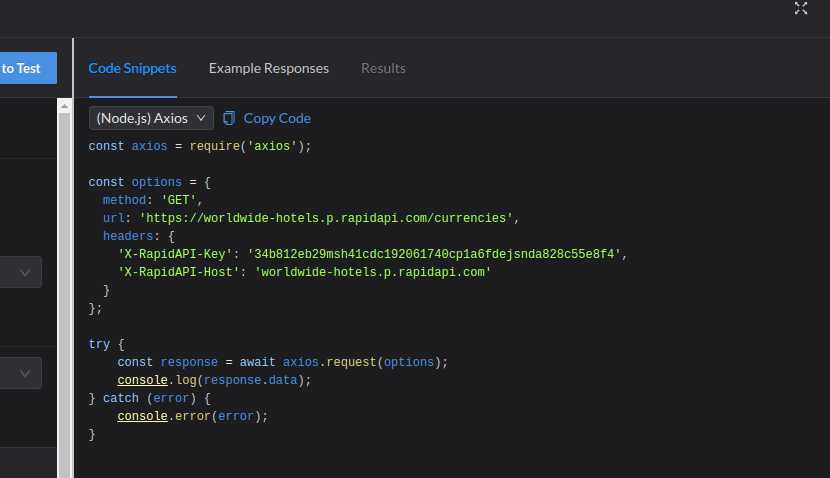 to Test
Code Snippets
Example Responses
Results
(Node.js) Axios
Copy Code
const axios = require('axios');
const options = {
  method: 'GET',
  url: 'https://worldwide-hotels.p.rapidapi.com/currencies',
  headers: {
    'X-RapidAPI-Key': '34b812eb29msh41cdc192061740cp1a6fdejsnda828c55e8f4',
    'X-RapidAPI-Host': 'worldwide-hotels.p.rapidapi.com'
  }
};
try {
    const response = await axios.request(options);
    console.log(response.data);
} catch (error) {
    console.error(error);
}